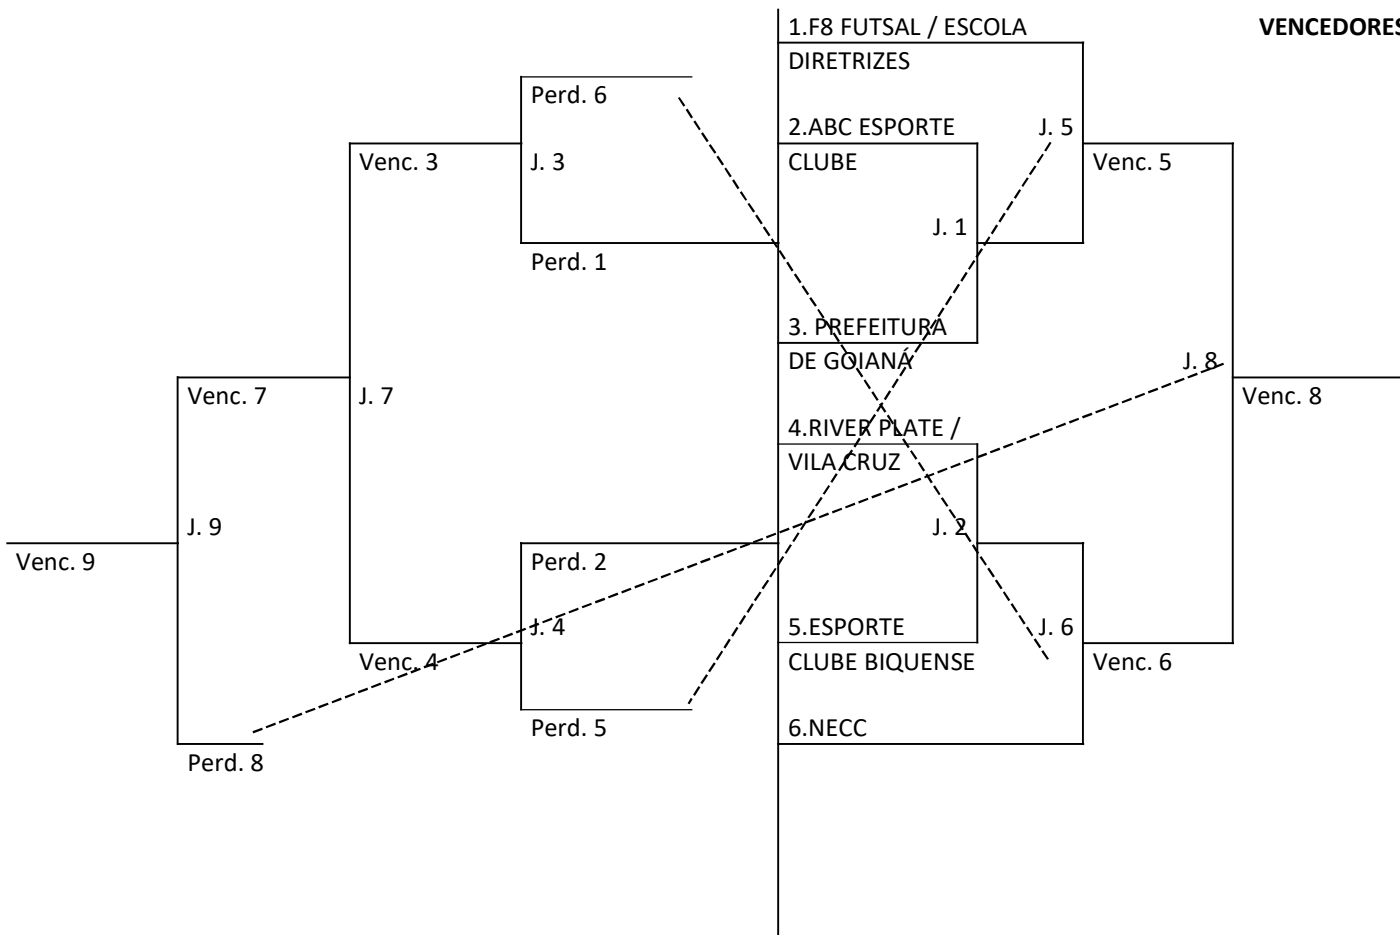 1.F8 FUTSAL / ESCOLA
VENCEDORES
DIRETRIZES
Perd. 6
2.ABC ESPORTE
J. 5
Venc. 3
J. 3
CLUBE
Venc. 5
J. 1
Perd. 1
3. PREFEITURA
DE GOIANÁ
J. 8
Venc. 7
J. 7
Venc. 8
4.RIVER PLATE /
VILA CRUZ
J. 9
J. 2
Venc. 9
Perd. 2
J. 4
5.ESPORTE
J. 6
Venc. 4
CLUBE BIQUENSE
Venc. 6
Perd. 5
6.NECC
Perd. 8